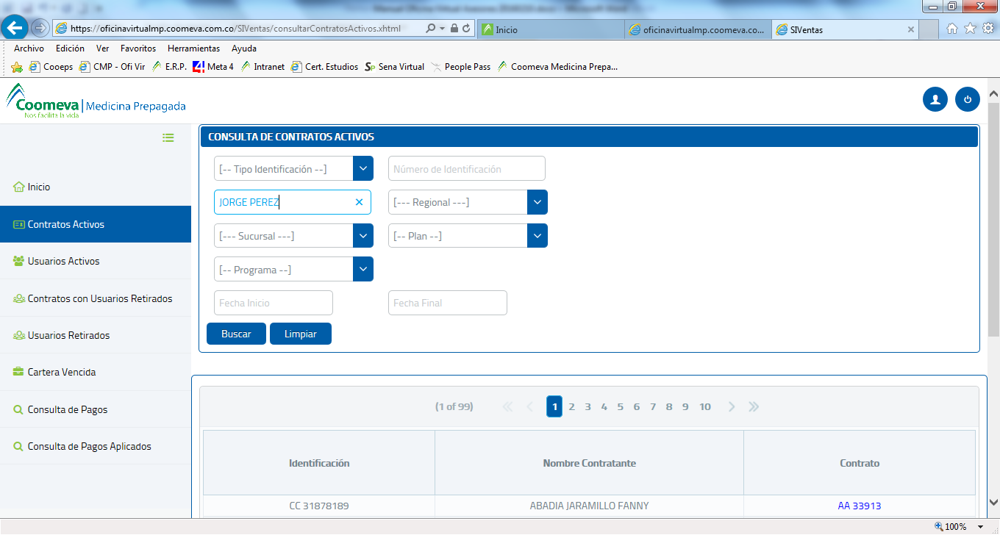 https://oficinavirtualmp.coomeva.com.co/SIVentas/consultarContratosActivos.xhtml
Inicio
oficinavirtualmp.coomeva.co...
SIVentas
Archivo Edición Ver Favoritos Herramientas Ayuda
Cooeps CMP - Ofi Vir E.R.P. Meta 4 Intranet Cert. Estudios Sena Virtual People Pass Coomeva Medicina Prepa...
Coomeva | Medicina Prepagada
Nos facilita la vida
Inicio
Contratos Activos
Usuarios Activos
Contratos con Usuarios Retirados
Usuarios Retirados
Cartera Vencida
Consulta de Pagos
Consulta de Pagos Aplicados
CONSULTA DE CONTRATOS ACTIVOS
[-- Tipo Identificación --] Número de Identificación
JORGE PEREZ [--- Regional ---]
[--- Sucursal ---] [-- Plan --]
[-- Programa --]
Fecha Inicio Fecha Final
Buscar Limpiar
(1 of 99) 1 2 3 4 5 6 7 8 9 10
Identificación Nombre Contratante Contrato
CC 31878189 ABADIA JARAMILLO FANNY AA 33913
100%